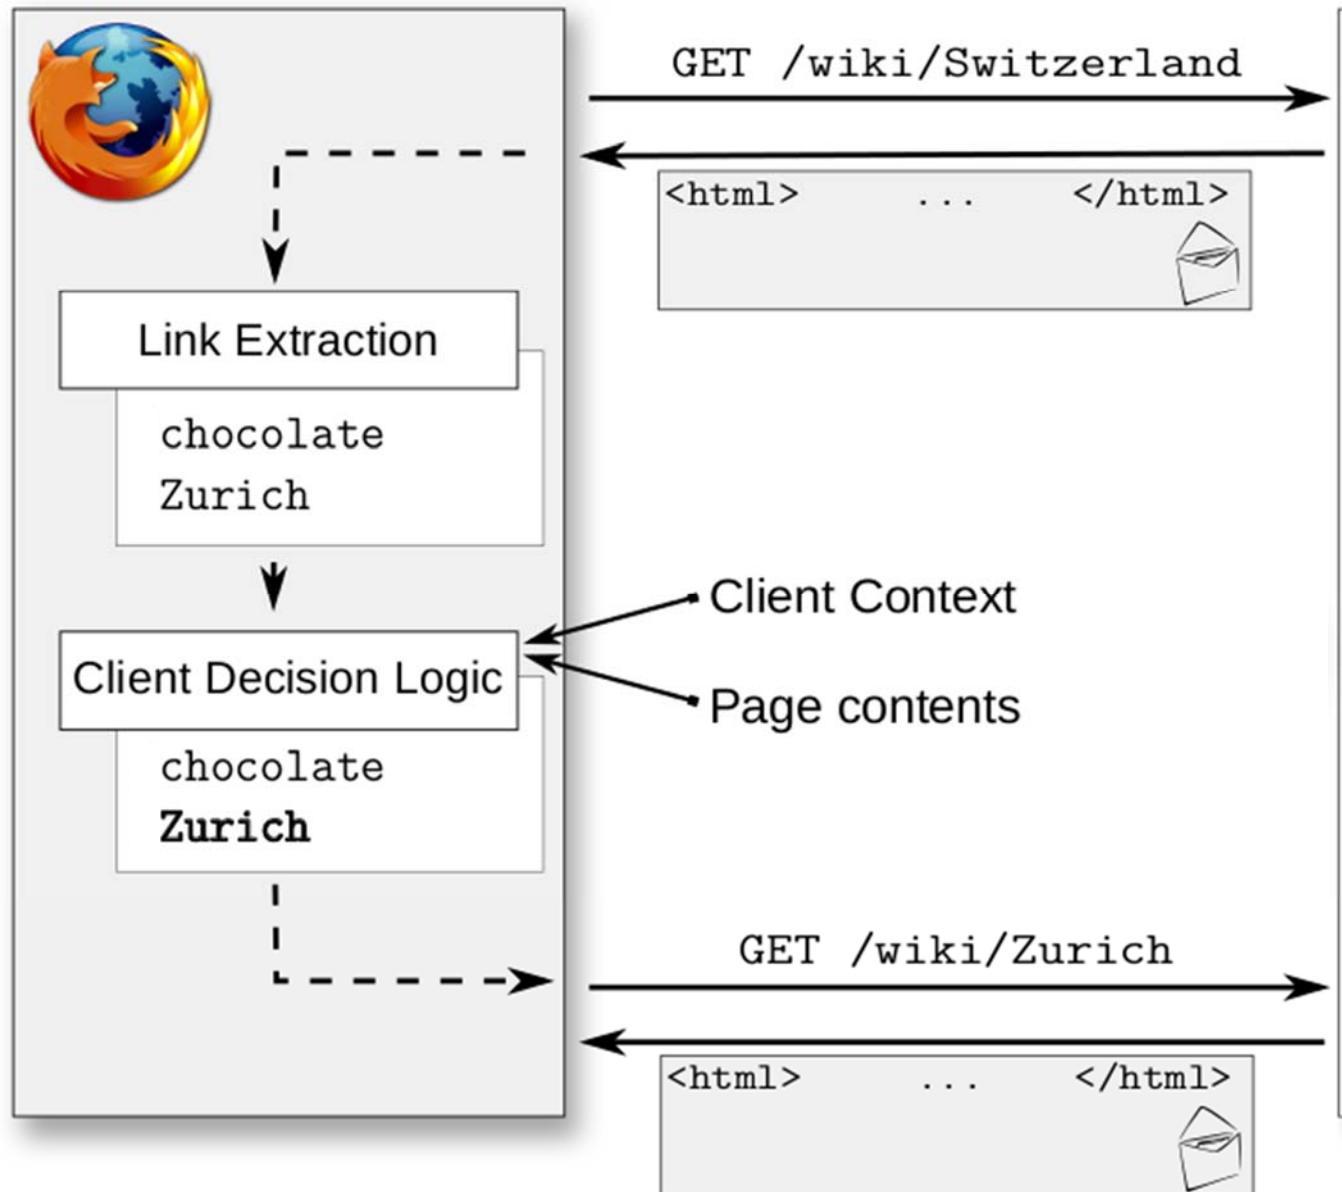 GET /wiki/Switzerland
<html> ... </html>
Link Extraction
chocolate
Zurich
Client Context
Client Decision Logic
Page contents
chocolate
Zurich
GET /wiki/Zurich
<html> ... </html>